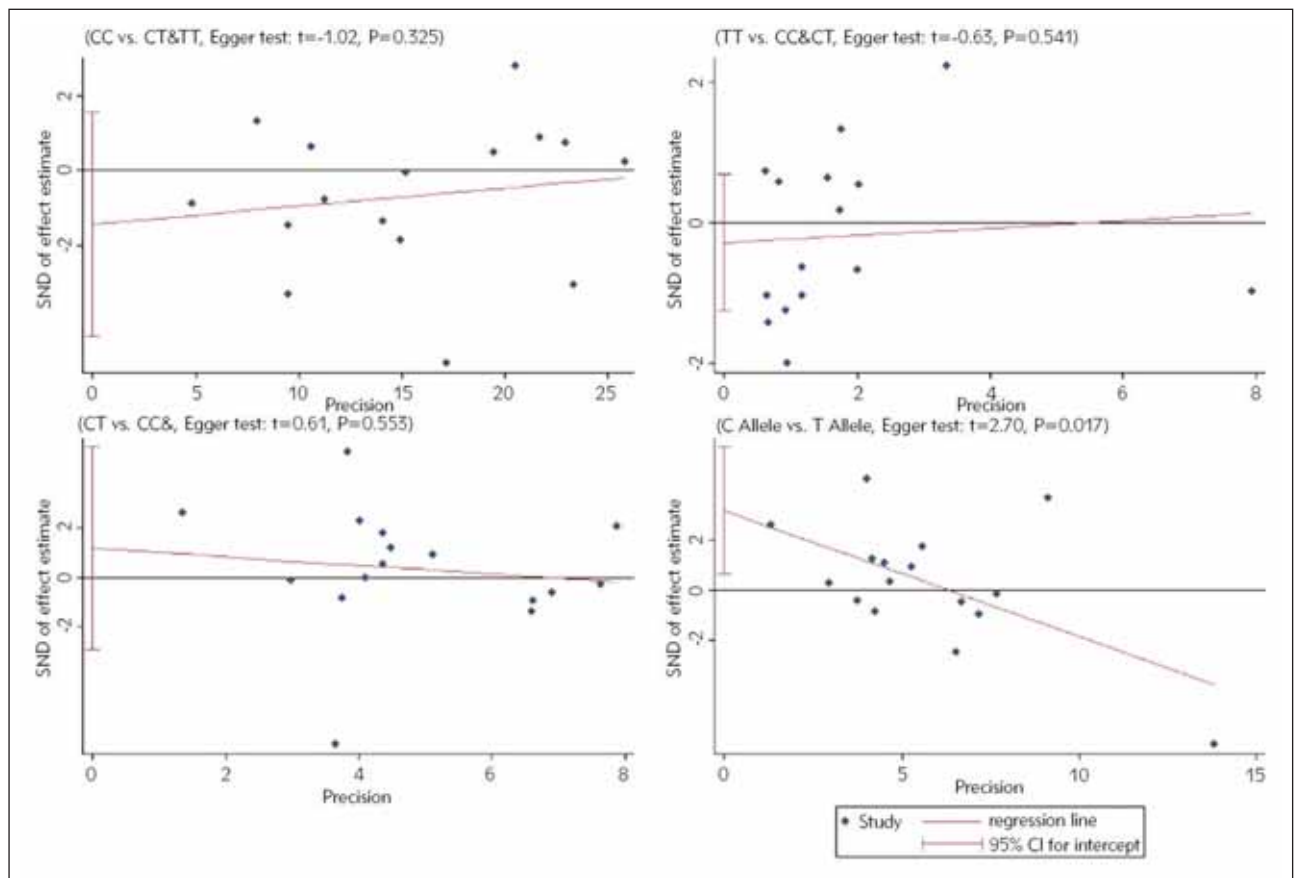 (CC vs. CT&TT, Egger test: t=-1.02, P=0.325)
SND of effect estimate
2
0
-2
0 5 10 15 20 25
Precision
(TT vs. CC&CT, Egger test: t=-0.63, P=0.541)
SND of effect estimate
2
0
-2
0 2 4 6 8
Precision
(CT vs. CC&, Egger test: t=0.61, P=0.553)
SND of effect estimate
2
0
-2
0 2 4 6 8
Precision
(C Allele vs. T Allele, Egger test: t=2.70, P=0.017)
SND of effect estimate
2
0
-2
0 5 10 15
Precision
Study
regression line
95% CI for intercept